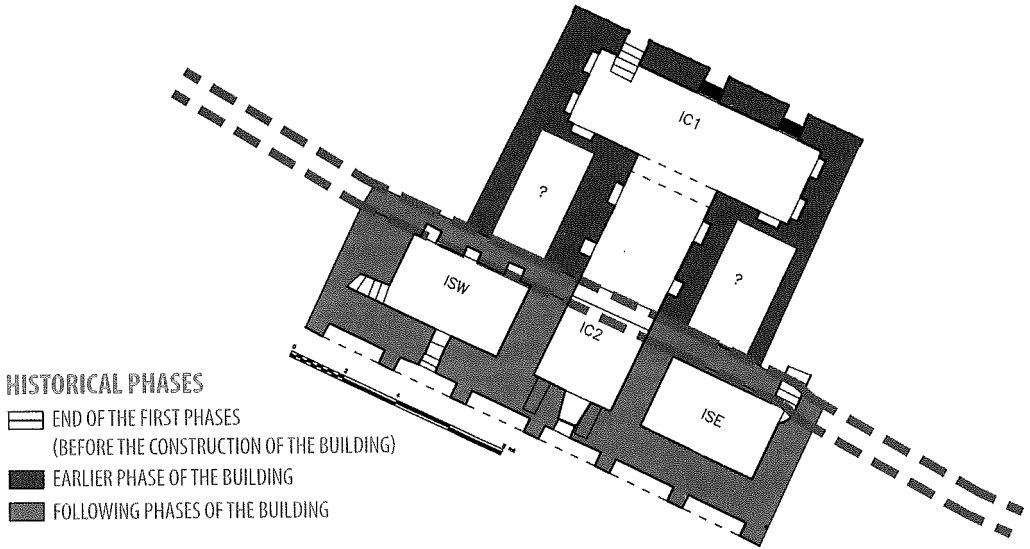 IC1
?
?
ISW
IC2
ISE
HISTORICAL PHASES
END OF THE FIRST PHASES
(BEFORE THE CONSTRUCTION OF THE BUILDING)
EARLIER PHASE OF THE BUILDING
FOLLOWING PHASES OF THE BUILDING